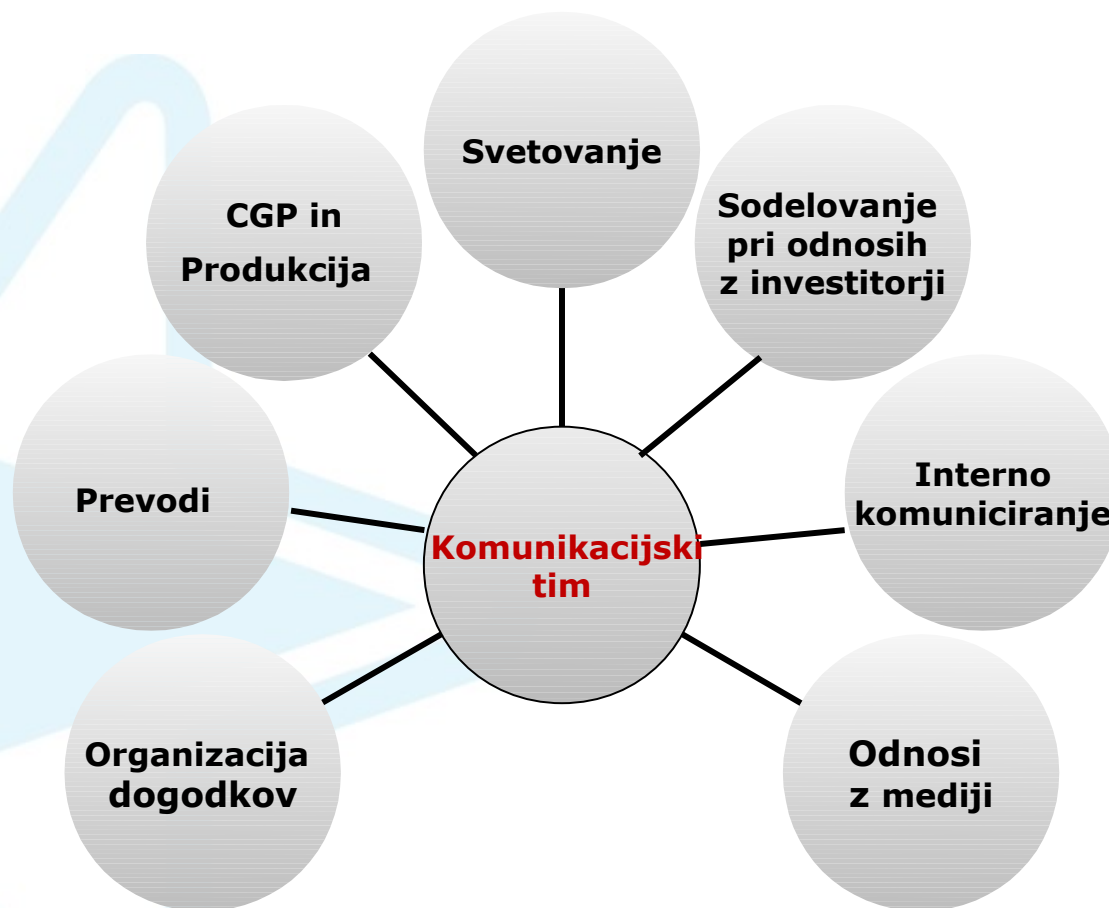 Svetovanje
CGP in
Produkcija
Sodelovanje
pri odnosih
z investitorji
Prevodi
Interno
komuniciranje
Komunikacijski
tim
Organizacija
dogodkov
Odnosi
z mediji